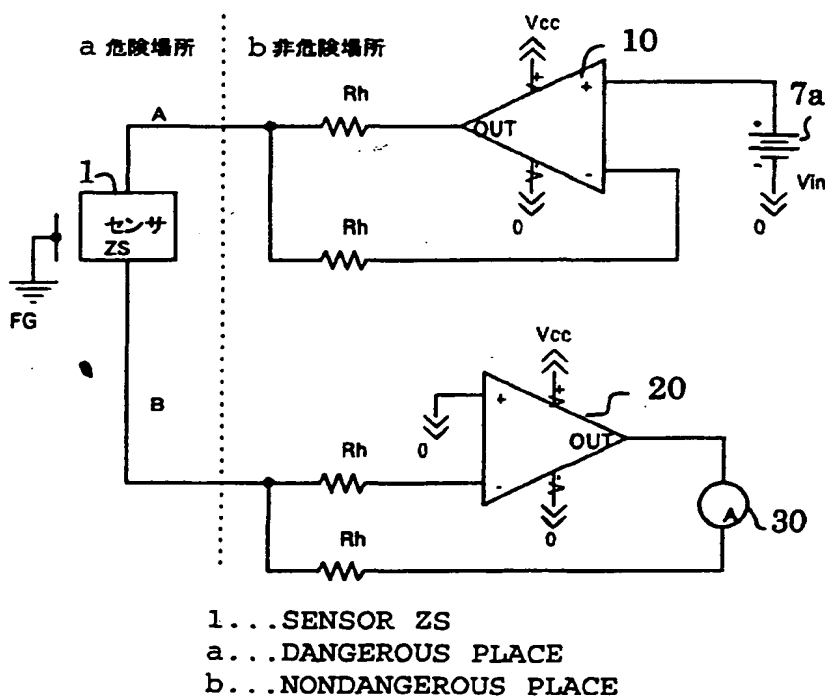 a 危険場所
b 非危険場所
Vcc
10
Rh
+
+
7a
A
OUT
+
-
Vin
1
センサ
ZS
-
-
0
0
Rh
FG
Vcc
+
20
B
+
0
OUT
Rh
-
-
A
30
0
Rh
1...SENSOR ZS
a...DANGEROUS PLACE
b...NONDANGEROUS PLACE